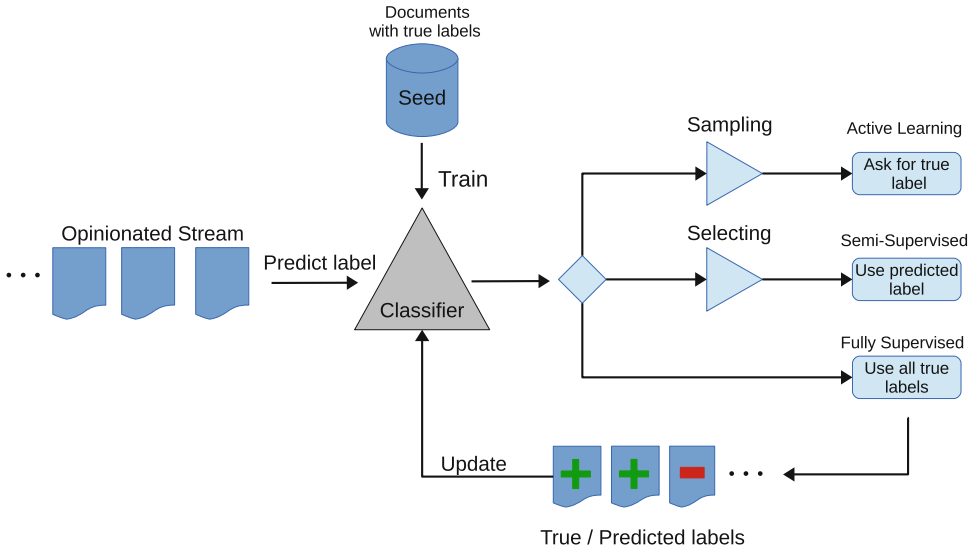 Documents
with true labels
Seed
Train
Opinionated Stream
Predict label
Classifier
Sampling
Active Learning
Ask for true
label
Selecting
Semi-Supervised
Use predicted
label
Fully Supervised
Use all true
labels
Update
True / Predicted labels